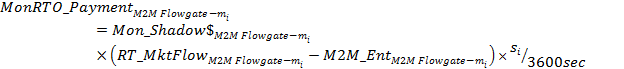 MonRTO_Payment_{M2M Flowgate−m_i}
= Mon_Shadow$_{M2M Flowgate−m_i}
× (RT_MktFlow_{M2M Flowgate−m_i} − M2M_Ent_{M2M Flowgate−m_i}) × s_i/3600sec